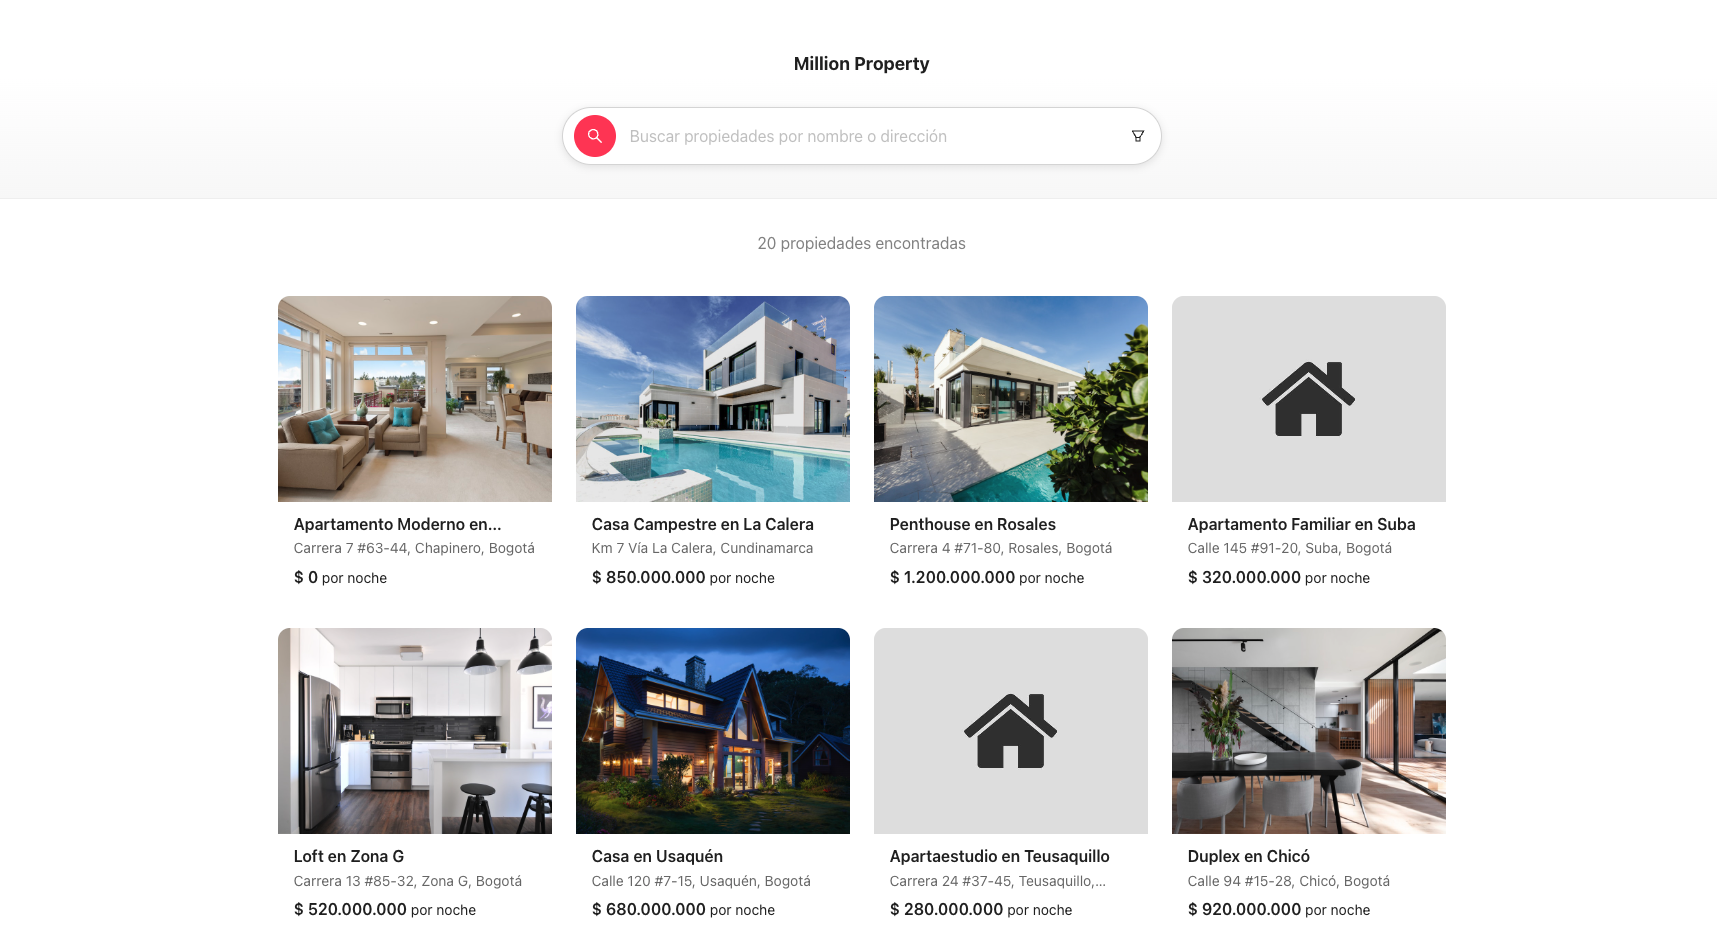 Million Property
Buscar propiedades por nombre o dirección
20 propiedades encontradas
Apartamento Moderno en...
Carrera 7 #63-44, Chapinero, Bogotá
$ 0 por noche
Casa Campestre en La Calera
Km 7 Vía La Calera, Cundinamarca
$ 850.000.000 por noche
Penthouse en Rosales
Carrera 4 #71-80, Rosales, Bogotá
$ 1.200.000.000 por noche
Apartamento Familiar en Suba
Calle 145 #91-20, Suba, Bogotá
$ 320.000.000 por noche
Loft en Zona G
Carrera 13 #85-32, Zona G, Bogotá
$ 520.000.000 por noche
Casa en Usaquén
Calle 120 #7-15, Usaquén, Bogotá
$ 680.000.000 por noche
Apartaestudio en Teusaquillo
Carrera 24 #37-45, Teusaquillo,...
$ 280.000.000 por noche
Duplex en Chicó
Calle 94 #15-28, Chicó, Bogotá
$ 920.000.000 por noche